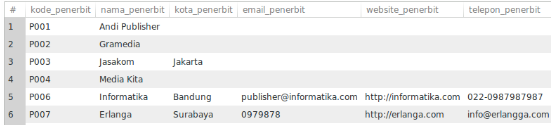 # kode_penerbit nama_penerbit kota_penerbit email_penerbit website_penerbit telepon_penerbit
1 P001 Andi Publisher
2 P002 Gramedia
3 P003 Jasakom Jakarta
4 P004 Media Kita
5 P006 Informatika Bandung publisher@informatika.com http://informatika.com 022-0987987987
6 P007 Erlanga Surabaya 0979878 http://erlanga.com info@erlangga.com